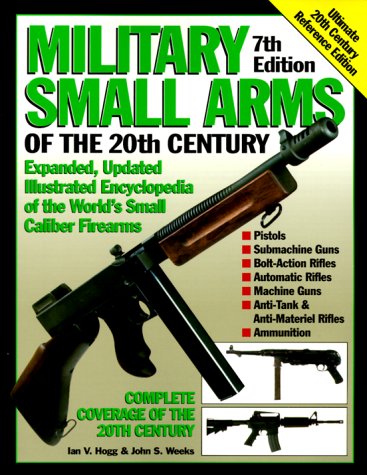 MILITARY
7th
Edition
SMALL ARMS
OF THE 20th CENTURY
Ultimate
20th Century
Reference Edition
Expanded, Updated
Illustrated Encyclopedia
of the World's Small
Caliber Firearms
Pistols
Submachine Guns
Bolt-Action Rifles
Automatic Rifles
Machine Guns
Anti-Tank &
Anti-Materiel Rifles
Ammunition
COMPLETE
COVERAGE OF THE
20TH CENTURY
Ian V. Hogg & John S. Weeks